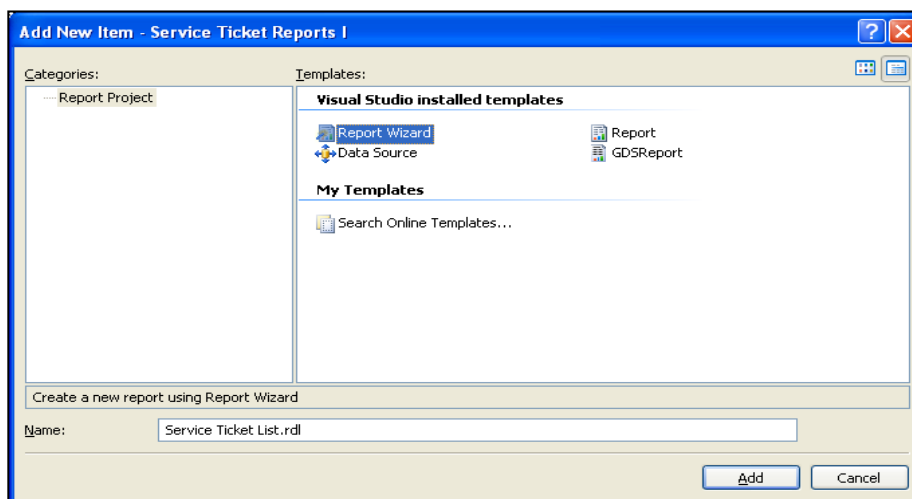 Add New Item - Service Ticket Reports I
Categories:
Templates:
Report Project
Visual Studio installed templates
Report Wizard
Report
Data Source
GDSReport
My Templates
Search Online Templates...
Create a new report using Report Wizard
Name:
Service Ticket List.rdl
Add
Cancel